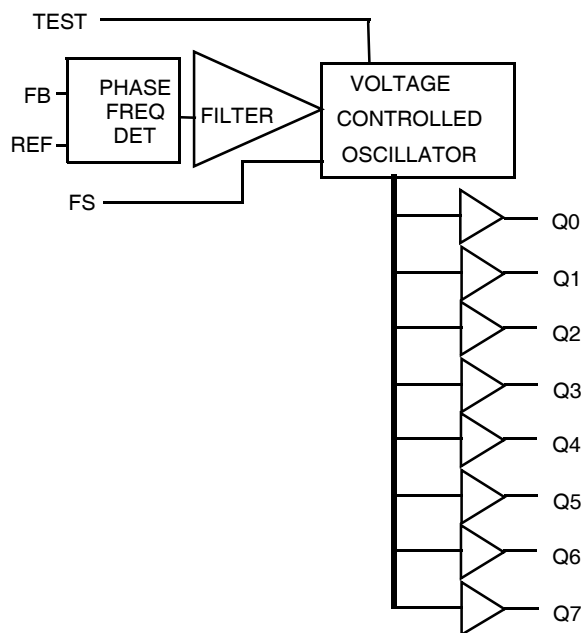 TEST
FB
REF
PHASE
FREQ
DET
FILTER
VOLTAGE
CONTROLLED
OSCILLATOR
FS
Q0
Q1
Q2
Q3
Q4
Q5
Q6
Q7